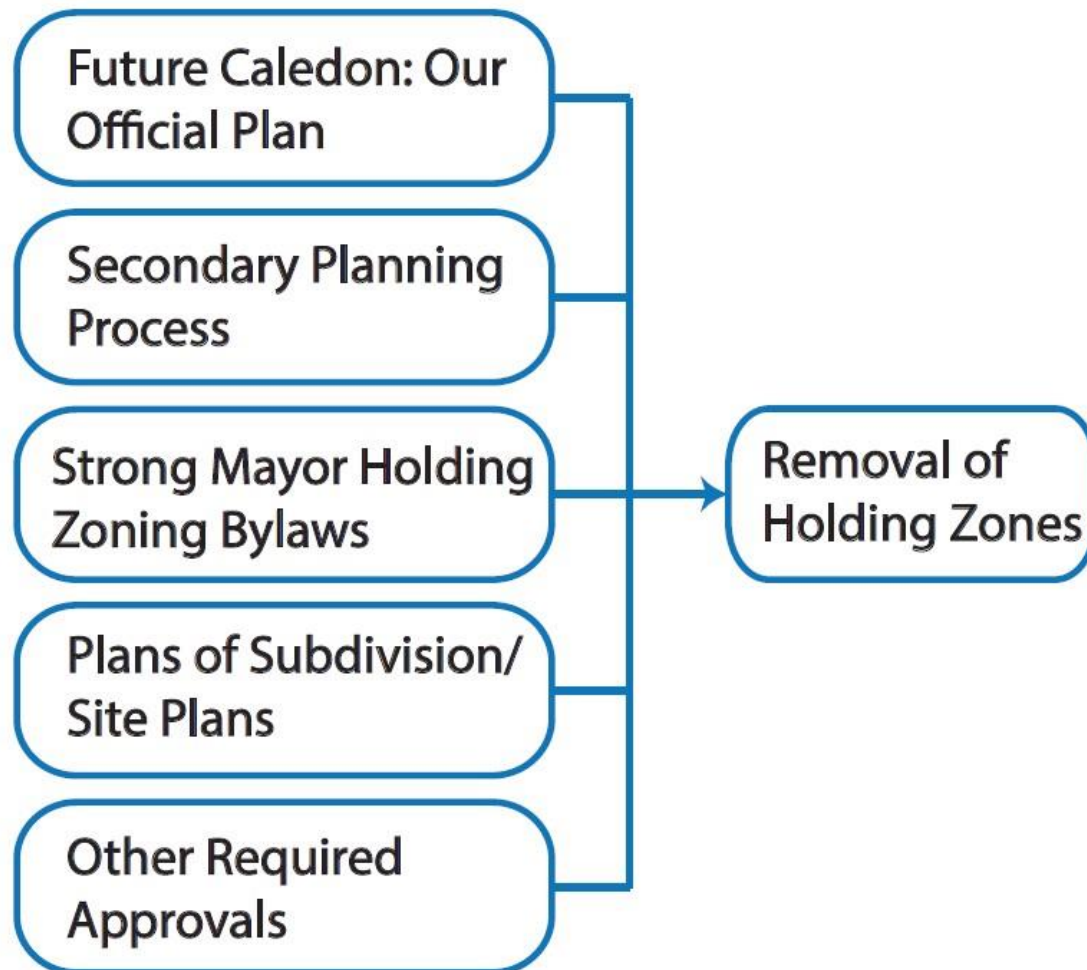 Future Caledon: Our
Official Plan
Secondary Planning
Process
Strong Mayor Holding
Zoning Bylaws
Plans of Subdivision/
Site Plans
Other Required
Approvals
Removal of
Holding Zones